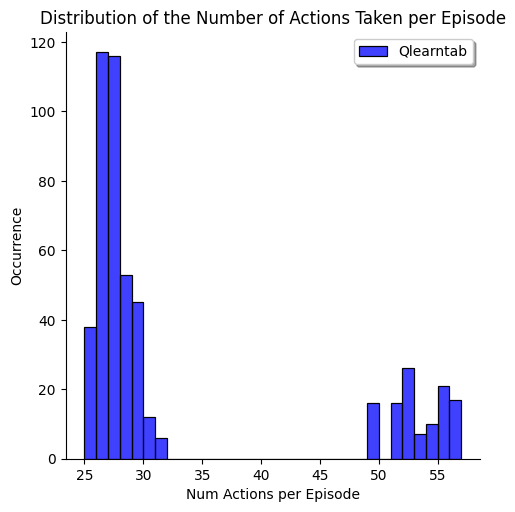 Distribution of the Number of Actions Taken per Episode
Qlearntab
Occurrence
120
100
80
60
40
20
0
25 30 35 40 45 50 55
Num Actions per Episode